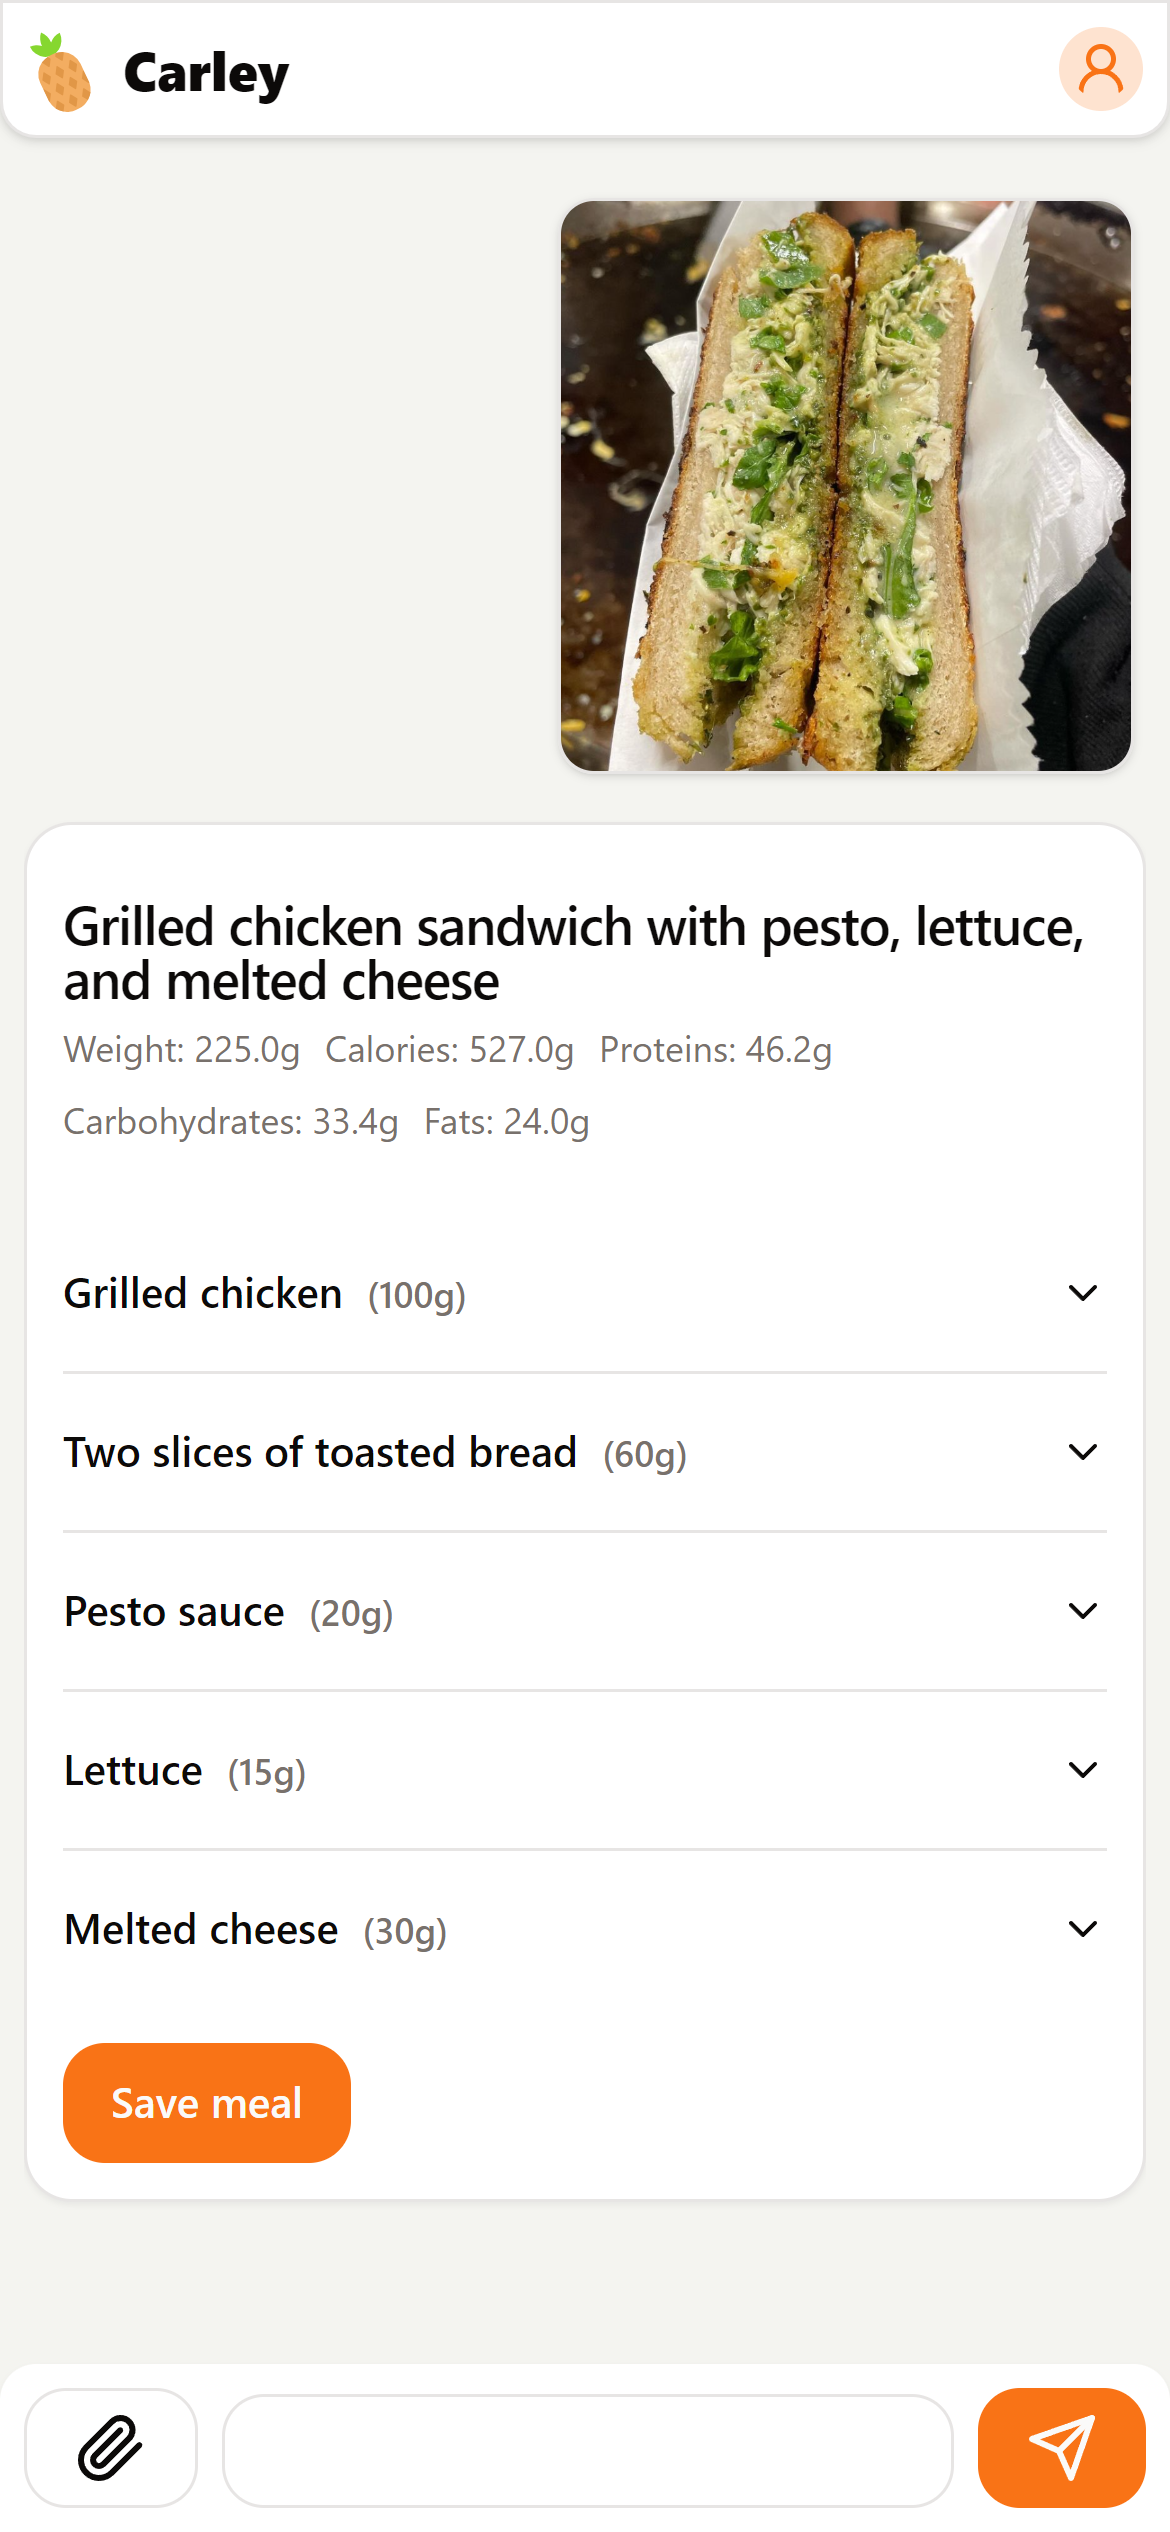 Carley
Grilled chicken sandwich with pesto, lettuce,
and melted cheese
Weight: 225.0g Calories: 527.0g Proteins: 46.2g
Carbohydrates: 33.4g Fats: 24.0g
Grilled chicken (100g)
Two slices of toasted bread (60g)
Pesto sauce (20g)
Lettuce (15g)
Melted cheese (30g)
Save meal